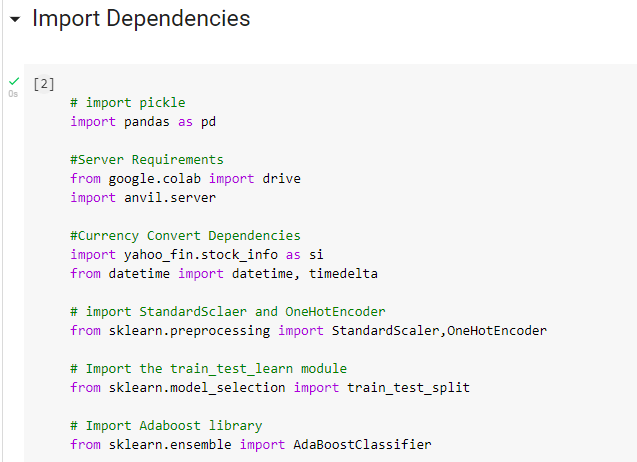 Import Dependencies
[2]
0s
# import pickle
import pandas as pd
#Server Requirements
from google.colab import drive
import anvil.server
#Currency Convert Dependencies
import yahoo_fin.stock_info as si
from datetime import datetime, timedelta
# import StandardSclaer and OneHotEncoder
from sklearn.preprocessing import StandardScaler,OneHotEncoder
# Import the train_test_learn module
from sklearn.model_selection import train_test_split
# Import Adaboost library
from sklearn.ensemble import AdaBoostClassifier